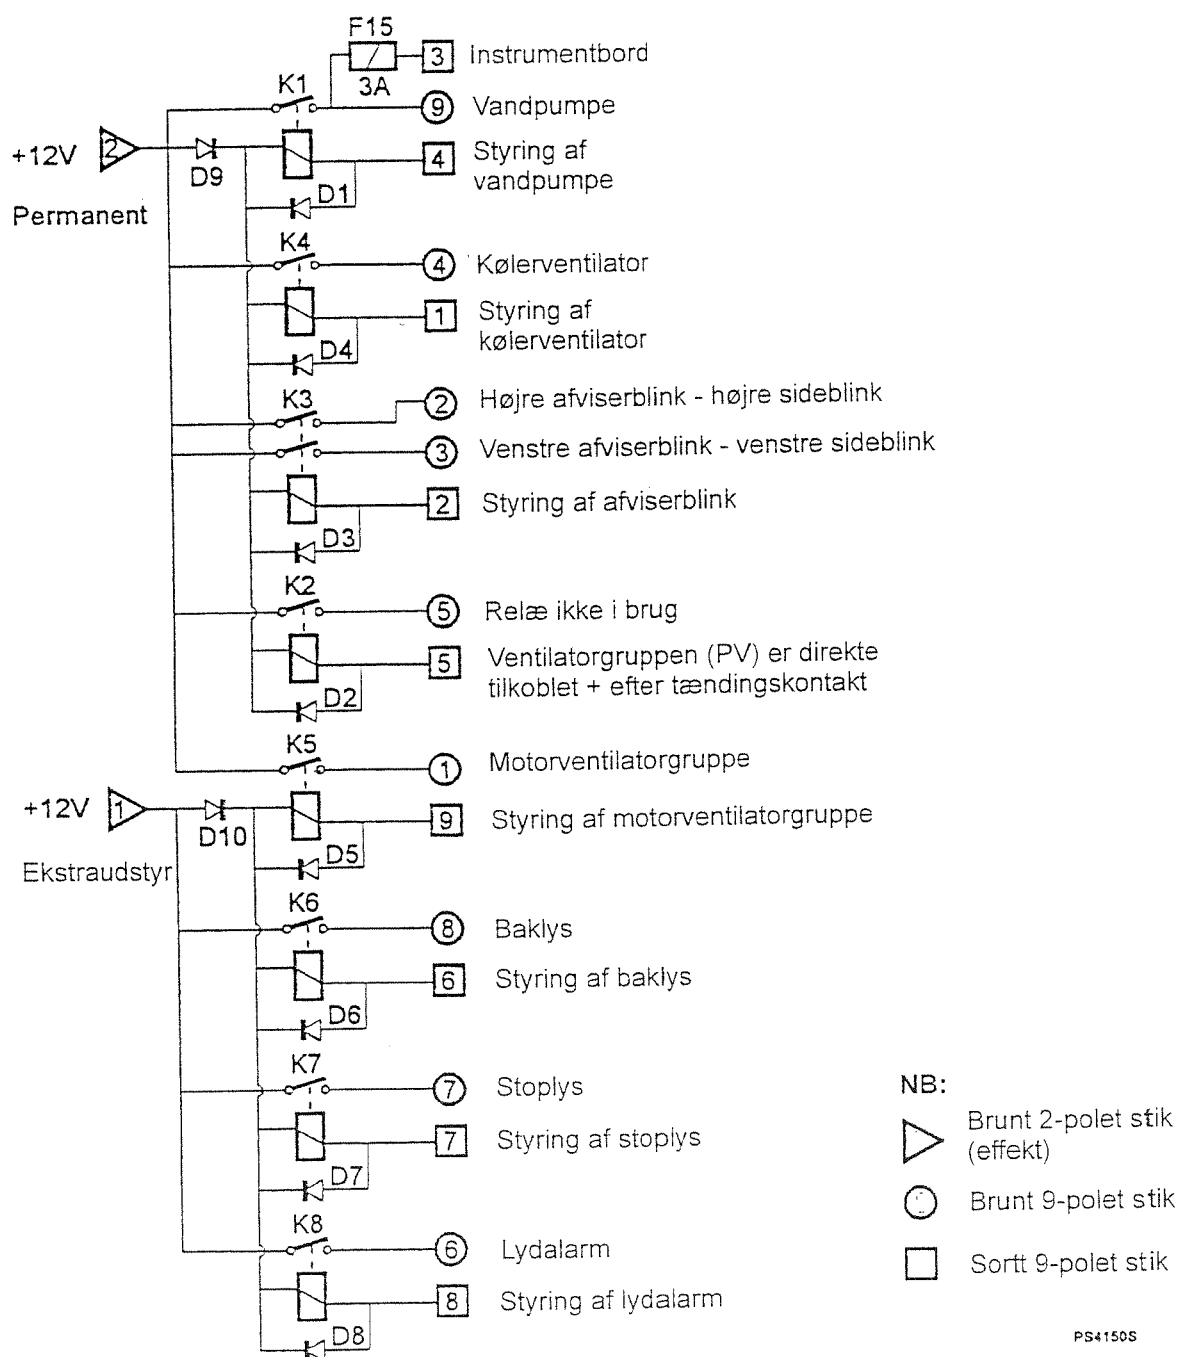 F15
3 Instrumentbord
3A
K1
9 Vandpumpe
+12V 2
D9
4 Styring af
vandpumpe
D1
Permanent
K4
4 Kølerventilator
1 Styring af
kølerventilator
D4
K3
2 Højre afviserblink - højre sideblink
3 Venstre afviserblink - venstre sideblink
2 Styring af afviserblink
D3
K2
5 Relæ ikke i brug
5 Ventilatorgruppen (PV) er direkte
tilkoblet + efter tændingskontakt
D2
K5
1 Motorventilatorgruppe
+12V 1
D10
9 Styring af motorventilatorgruppe
D5
Ekstraudstyr
K6
8 Baklys
6 Styring af baklys
D6
K7
7 Stoplys
7 Styring af stoplys
D7
K8
6 Lydalarm
8 Styring af lydalarm
D8
NB:
Brunt 2-polet stik
(effekt)
Brunt 9-polet stik
Sortt 9-polet stik
PS4150S